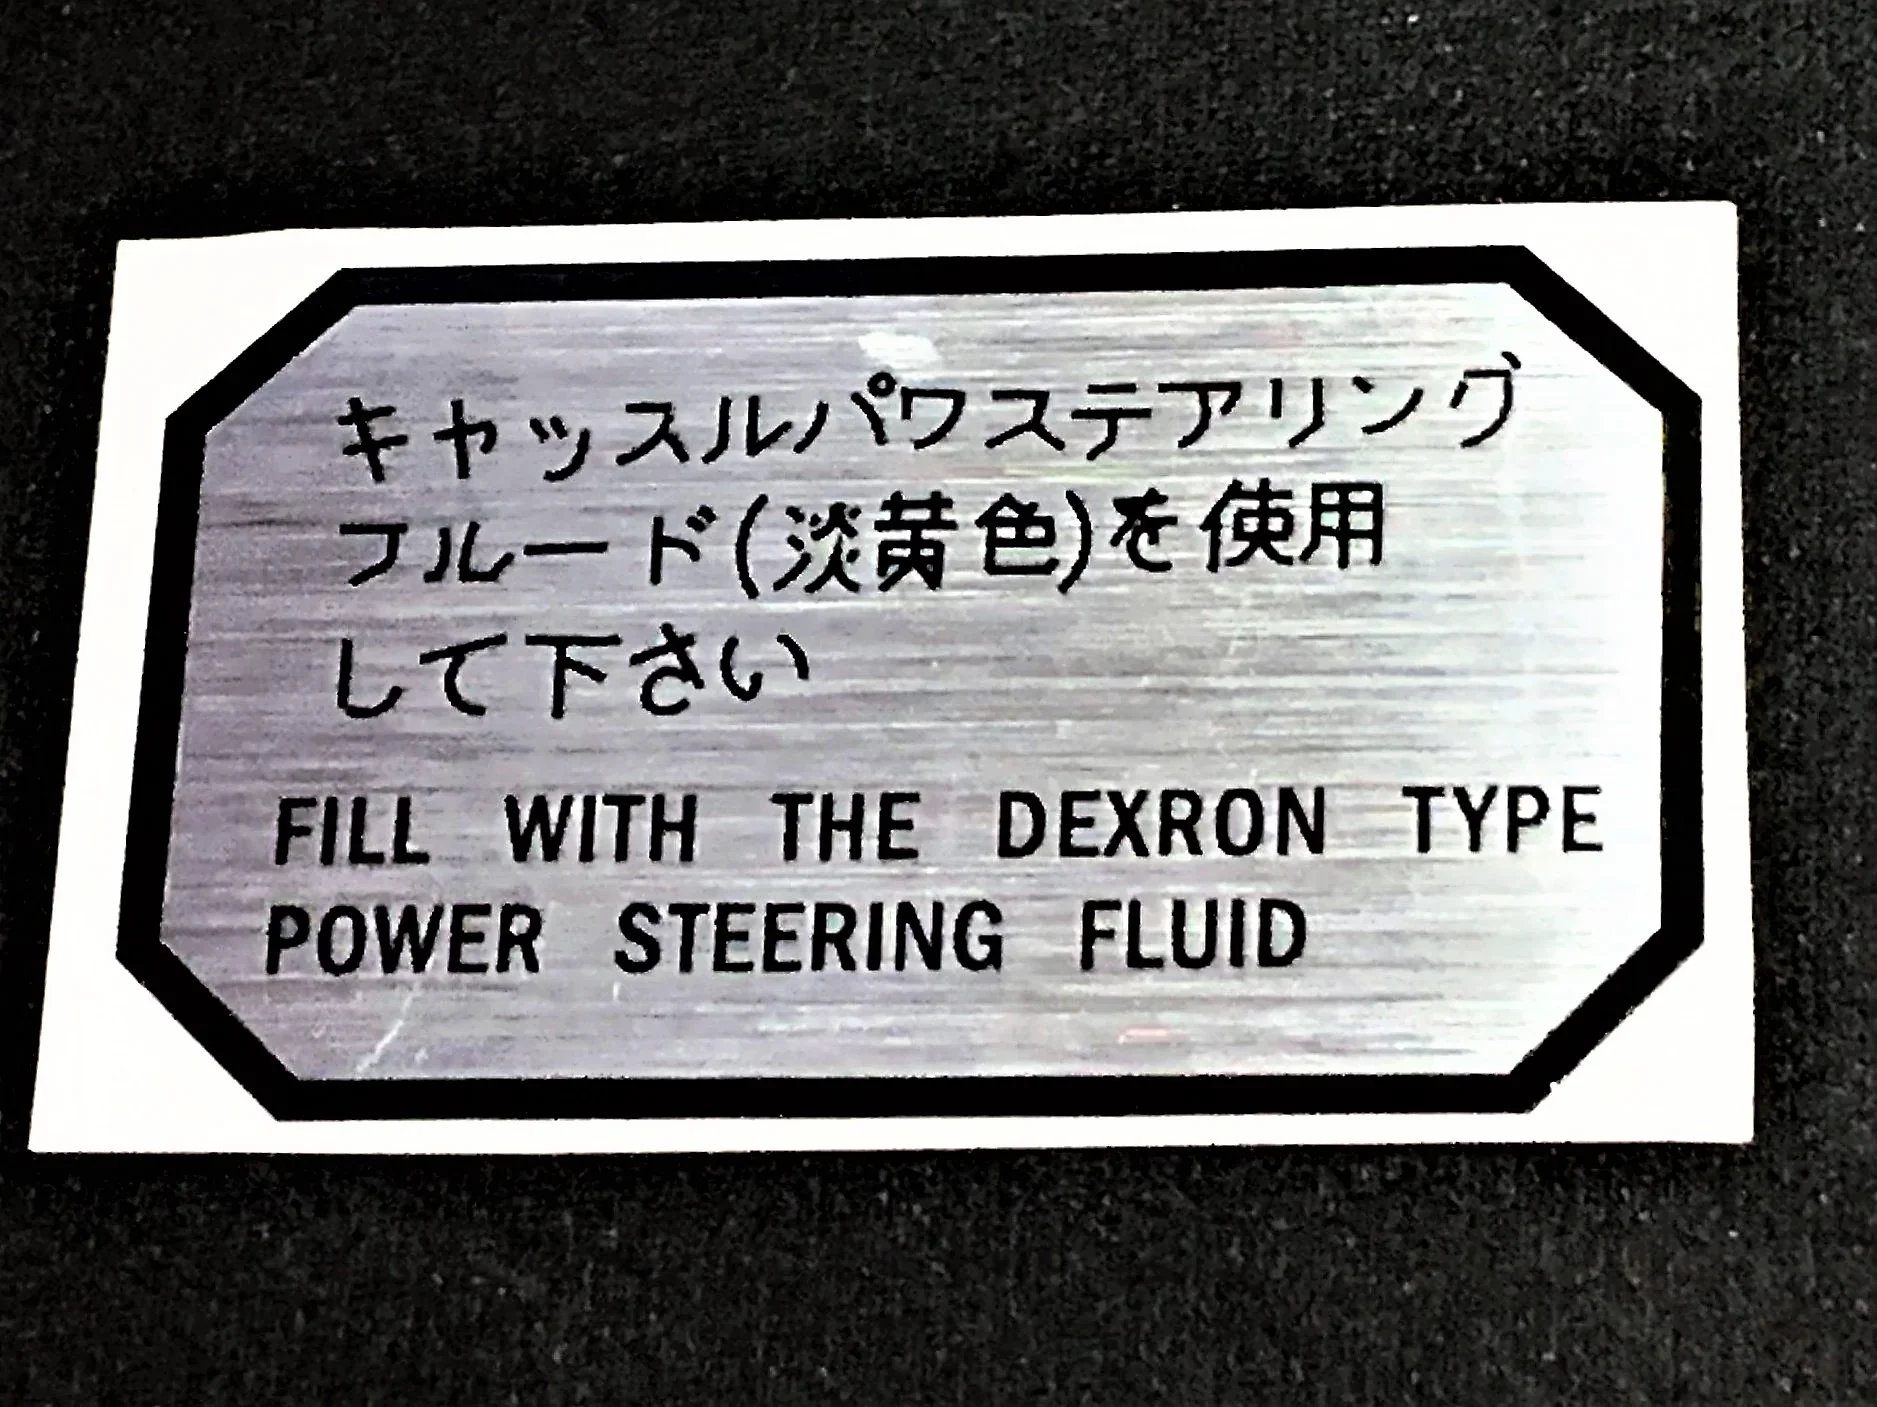 キャッスルパワステアリング
フルード(淡黄色)を使用
して下さい
FILL WITH THE DEXRON TYPE
POWER STEERING FLUID